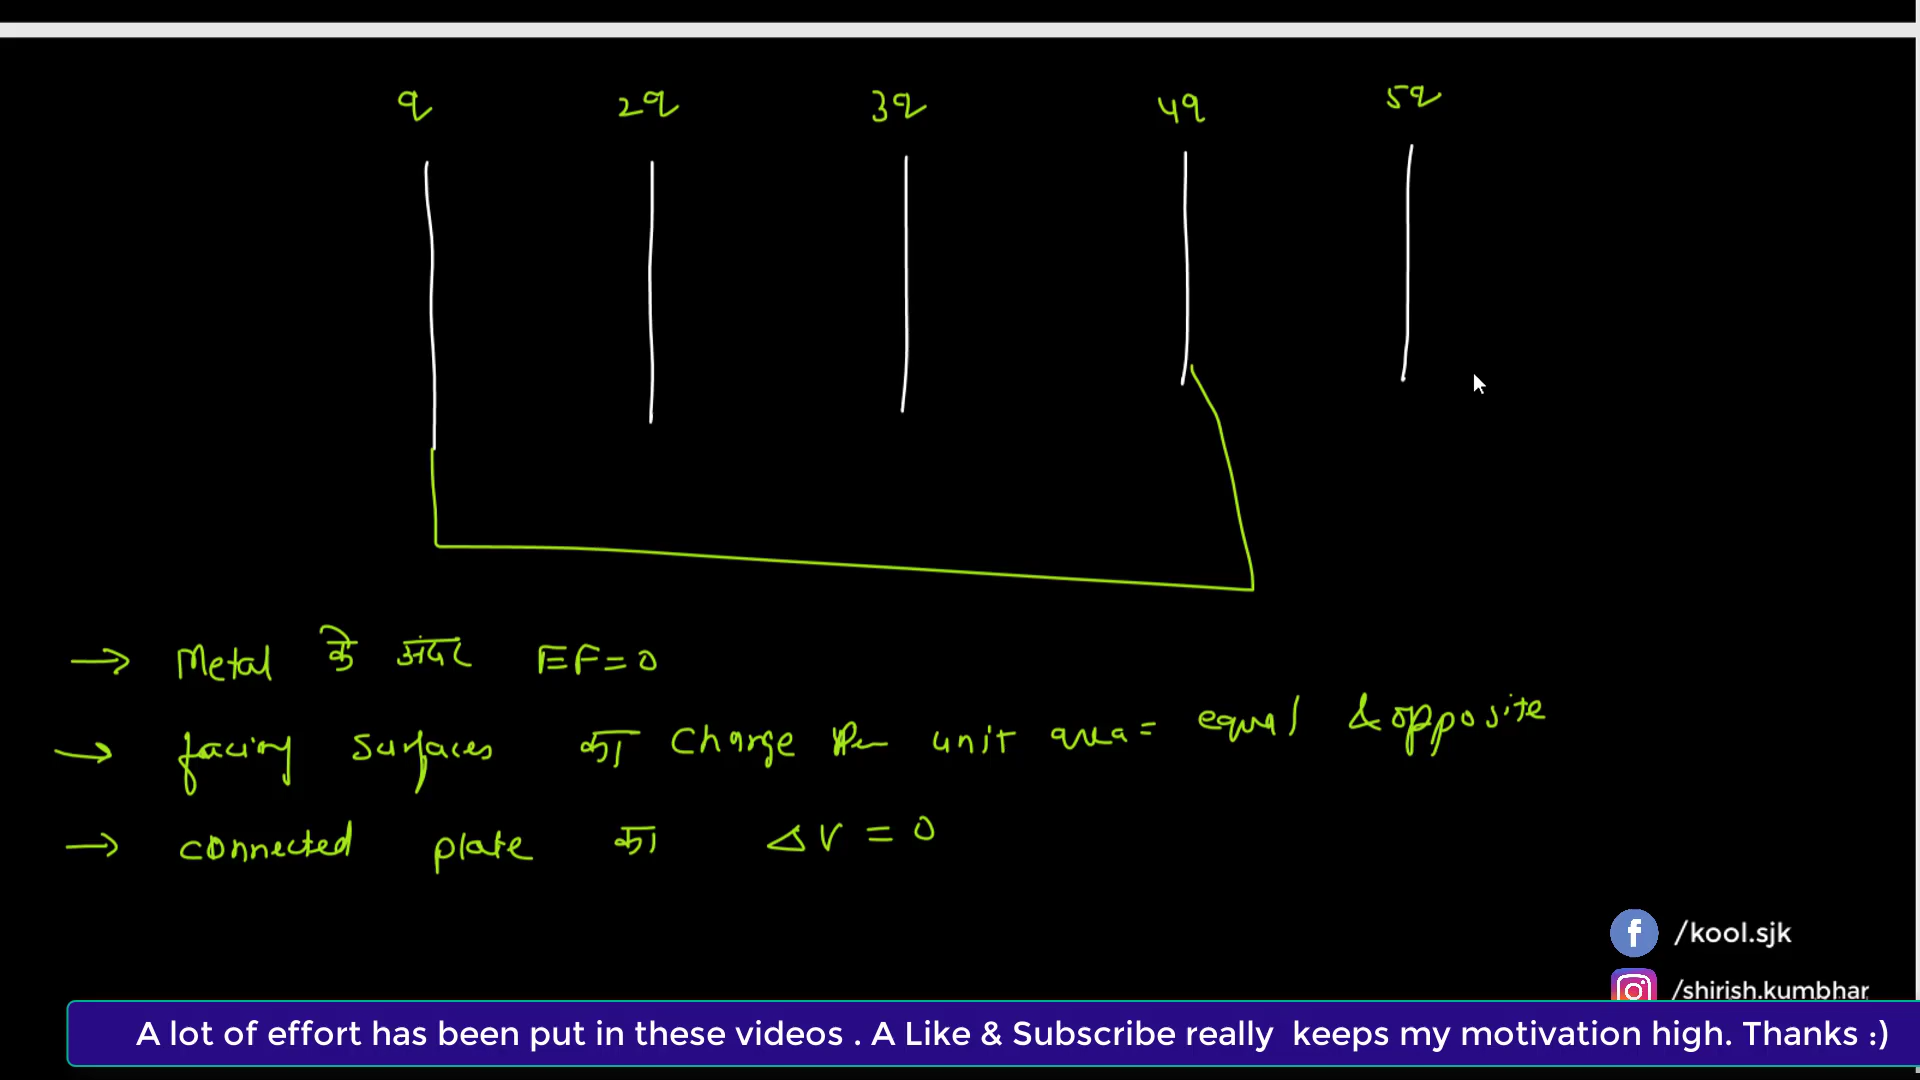 q 2q 3q 4q 5q
→ Metal के अंदर EF=0
→ facing surfaces का charge Per unit area = equal & opposite
→ connected plate का ΔV = 0
/kool.sjk
/shirish.kumbhar
A lot of effort has been put in these videos . A Like & Subscribe really keeps my motivation high. Thanks :)